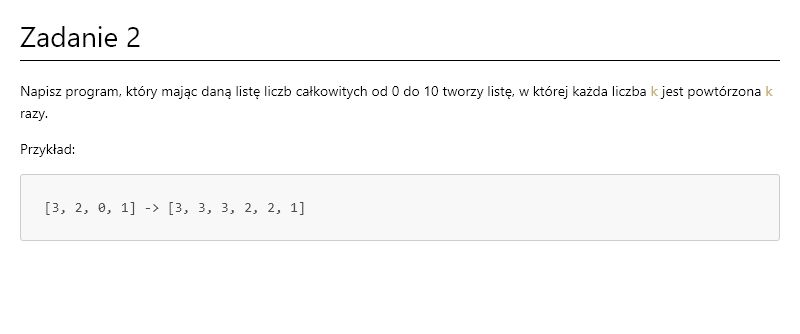 Zadanie 2
Napisz program, który mając daną listę liczb całkowitych od 0 do 10 tworzy listę, w której każda liczba k jest powtórzona k
razy.
Przykład:
[3, 2, 0, 1] -> [3, 3, 3, 2, 2, 1]